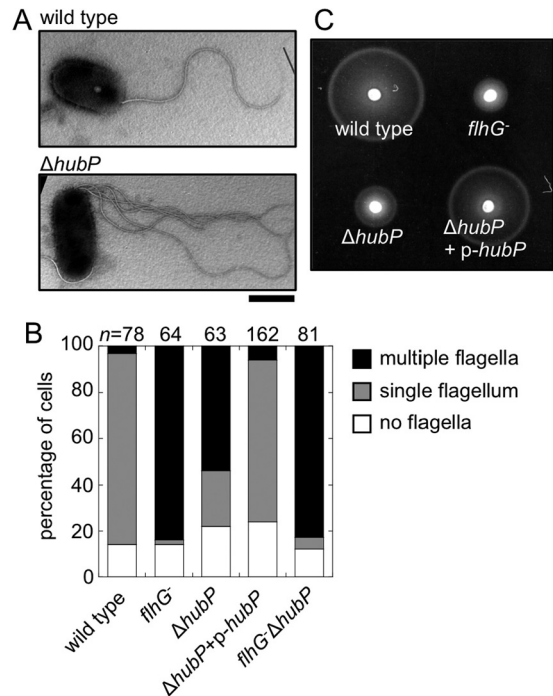 A
wild type
ΔhubP
C
wild type
flhG-
ΔhubP
ΔhubP
+ p-hubP
B
n=78 64 63 162 81
percentage of cells
100
80
60
40
20
0
wild type
flhG-
ΔhubP
ΔhubP+p-hubP
flhG-ΔhubP
multiple flagella
single flagellum
no flagella